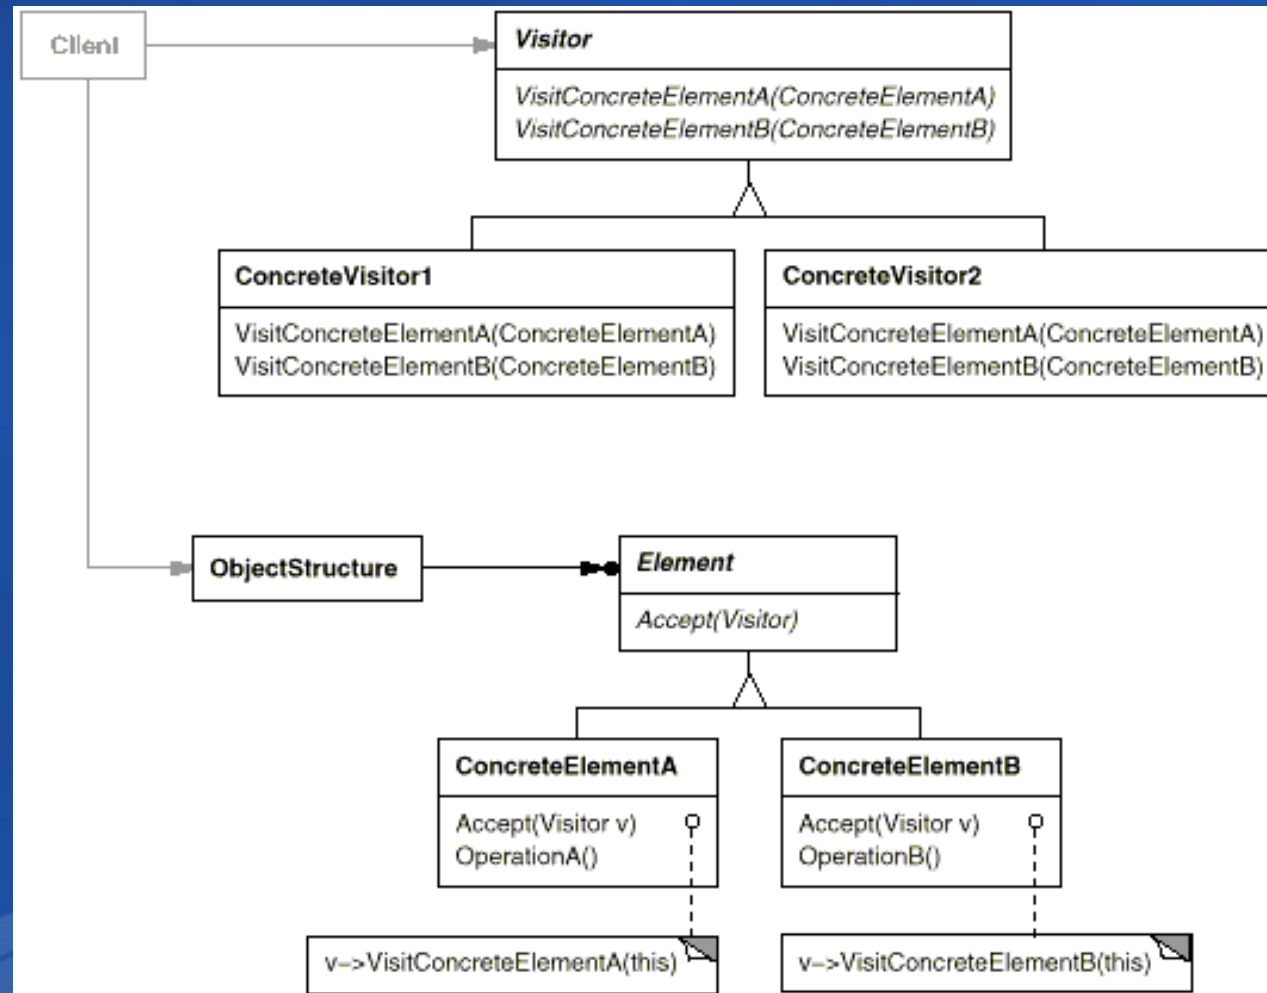 Client
Visitor
VisitConcreteElementA(ConcreteElementA)
VisitConcreteElementB(ConcreteElementB)
ConcreteVisitor1
VisitConcreteElementA(ConcreteElementA)
VisitConcreteElementB(ConcreteElementB)
ConcreteVisitor2
VisitConcreteElementA(ConcreteElementA)
VisitConcreteElementB(ConcreteElementB)
ObjectStructure
Element
Accept(Visitor)
ConcreteElementA
Accept(Visitor v)
OperationA()
ConcreteElementB
Accept(Visitor v)
OperationB()
v->VisitConcreteElementA(this)
v->VisitConcreteElementB(this)